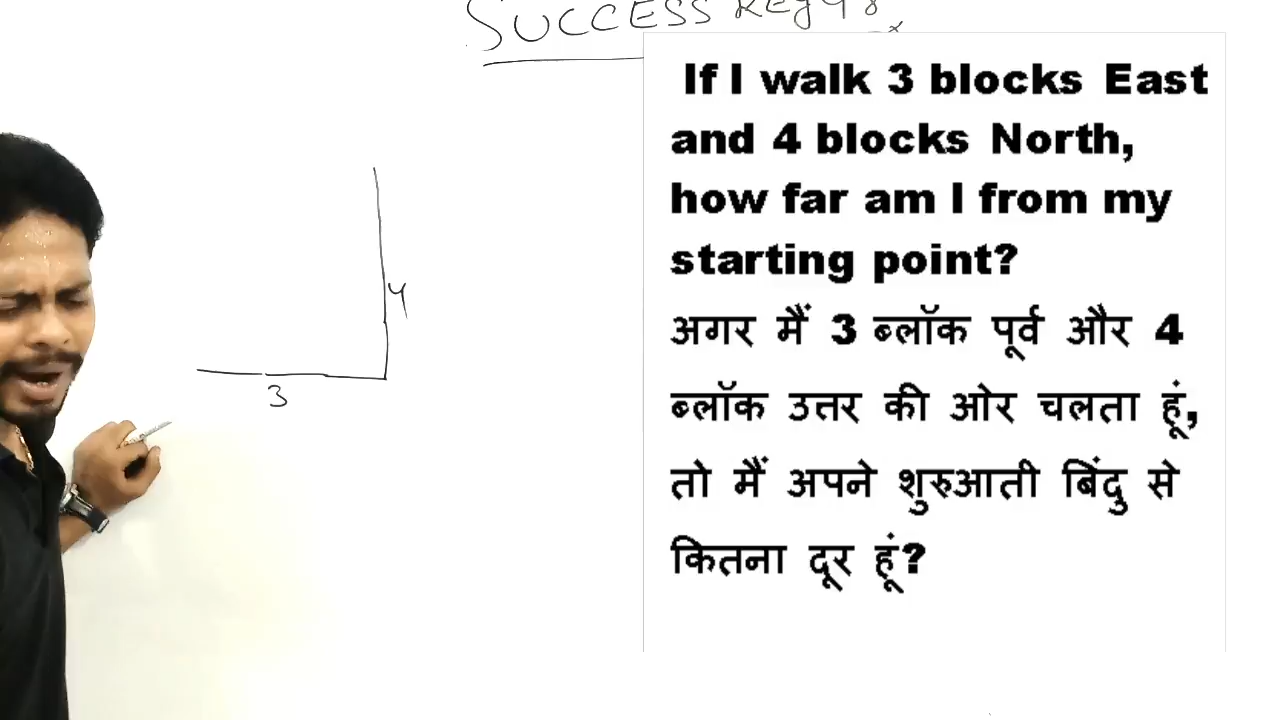 SUCCESS
If I walk 3 blocks East
and 4 blocks North,
how far am I from my
starting point?
अगर मैं 3 ब्लॉक पूर्व और 4
ब्लॉक उत्तर की ओर चलता हूं,
तो मैं अपने शुरुआती बिंदु से
कितना दूर हूं?
4
3